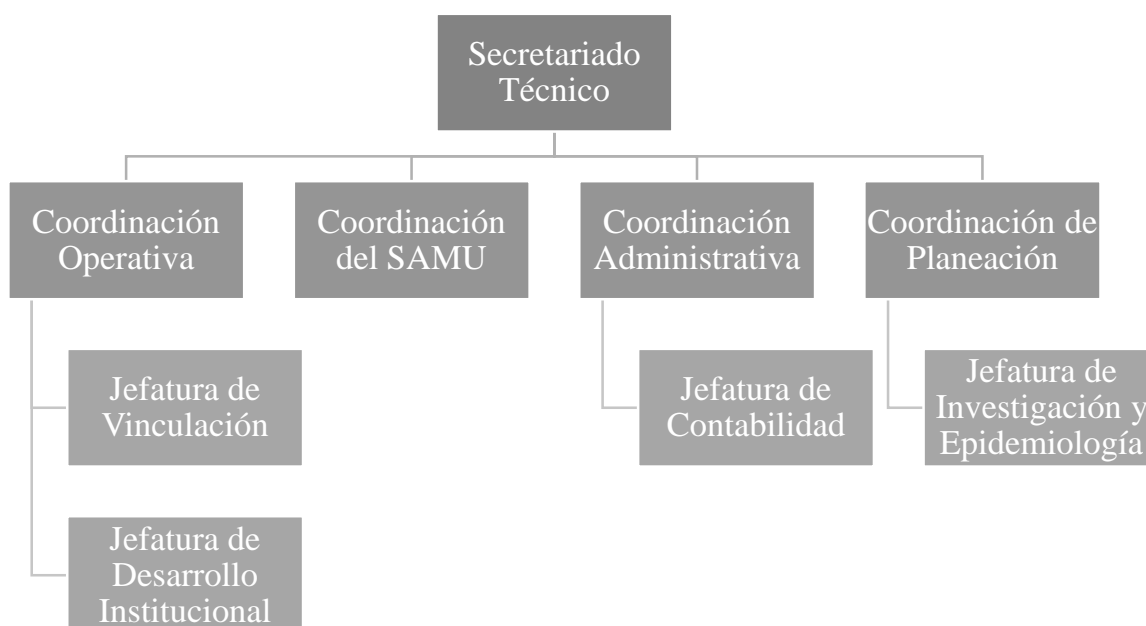 Secretariado
Técnico
Coordinación
Operativa
Coordinación
del SAMU
Coordinación
Administrativa
Coordinación de
Planeación
Jefatura de
Vinculación
Jefatura de
Desarrollo
Institucional
Jefatura de
Contabilidad
Jefatura de
Investigación y
Epidemiología